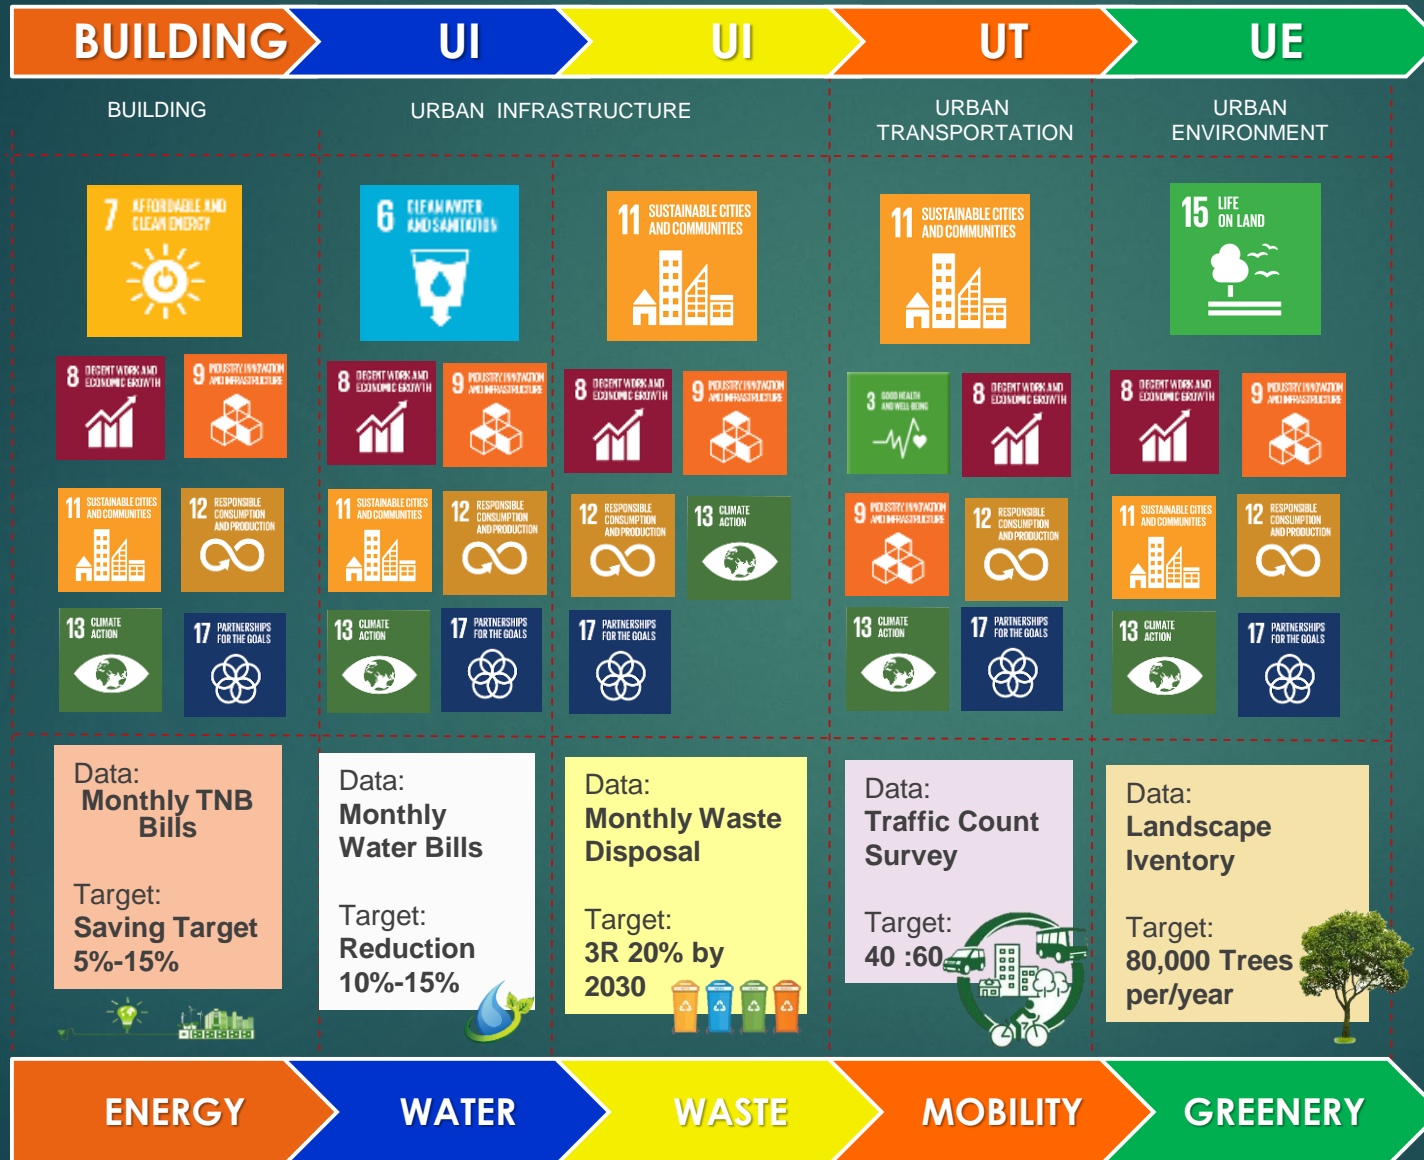 BUILDING
UI
UI
UT
UE
BUILDING
URBAN INFRASTRUCTURE
URBAN
TRANSPORTATION
URBAN
ENVIRONMENT
7 AFFORDABLE AND
CLEAN ENERGY
6 CLEAN WATER
AND SANITATION
11 SUSTAINABLE CITIES
AND COMMUNITIES
11 SUSTAINABLE CITIES
AND COMMUNITIES
15 LIFE
ON LAND
8 DECENT WORK AND
ECONOMIC GROWTH
9 INDUSTRY INNOVATION
AND INFRASTRUCTURE
8 DECENT WORK AND
ECONOMIC GROWTH
9 INDUSTRY INNOVATION
AND INFRASTRUCTURE
8 DECENT WORK AND
ECONOMIC GROWTH
9 INDUSTRY INNOVATION
AND INFRASTRUCTURE
3 GOOD HEALTH
AND WELL-BEING
8 DECENT WORK AND
ECONOMIC GROWTH
8 DECENT WORK AND
ECONOMIC GROWTH
9 INDUSTRY INNOVATION
AND INFRASTRUCTURE
11 SUSTAINABLE CITIES
AND COMMUNITIES
12 RESPONSIBLE
CONSUMPTION
AND PRODUCTION
11 SUSTAINABLE CITIES
AND COMMUNITIES
12 RESPONSIBLE
CONSUMPTION
AND PRODUCTION
12 RESPONSIBLE
CONSUMPTION
AND PRODUCTION
13 CLIMATE
ACTION
9 INDUSTRY INNOVATION
AND INFRASTRUCTURE
12 RESPONSIBLE
CONSUMPTION
AND PRODUCTION
11 SUSTAINABLE CITIES
AND COMMUNITIES
12 RESPONSIBLE
CONSUMPTION
AND PRODUCTION
13 CLIMATE
ACTION
17 PARTNERSHIPS
FOR THE GOALS
13 CLIMATE
ACTION
17 PARTNERSHIPS
FOR THE GOALS
17 PARTNERSHIPS
FOR THE GOALS
13 CLIMATE
ACTION
17 PARTNERSHIPS
FOR THE GOALS
13 CLIMATE
ACTION
17 PARTNERSHIPS
FOR THE GOALS
Data:
Monthly TNB
Bills
Target:
Saving Target
5%-15%
Data:
Monthly
Water Bills
Target:
Reduction
10%-15%
Data:
Monthly Waste
Disposal
Target:
3R 20% by
2030
Data:
Traffic Count
Survey
Target:
40 :60
Data:
Landscape
Iventory
Target:
80,000 Trees
per/year
ENERGY
WATER
WASTE
MOBILITY
GREENERY